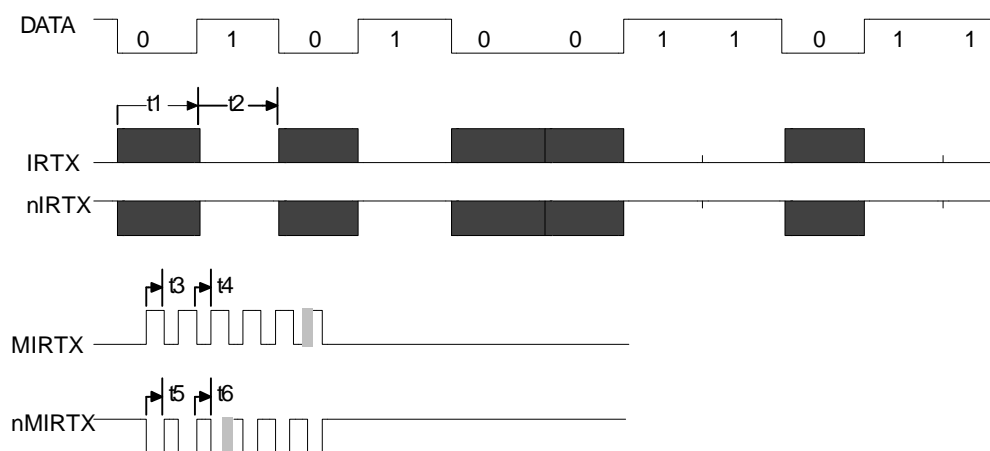 DATA
0 1 0 1 0 0 1 1 0 1 1
t1 t2
IRTX
nIRTX
t3 t4
MIRTX
t5 t6
nMIRTX